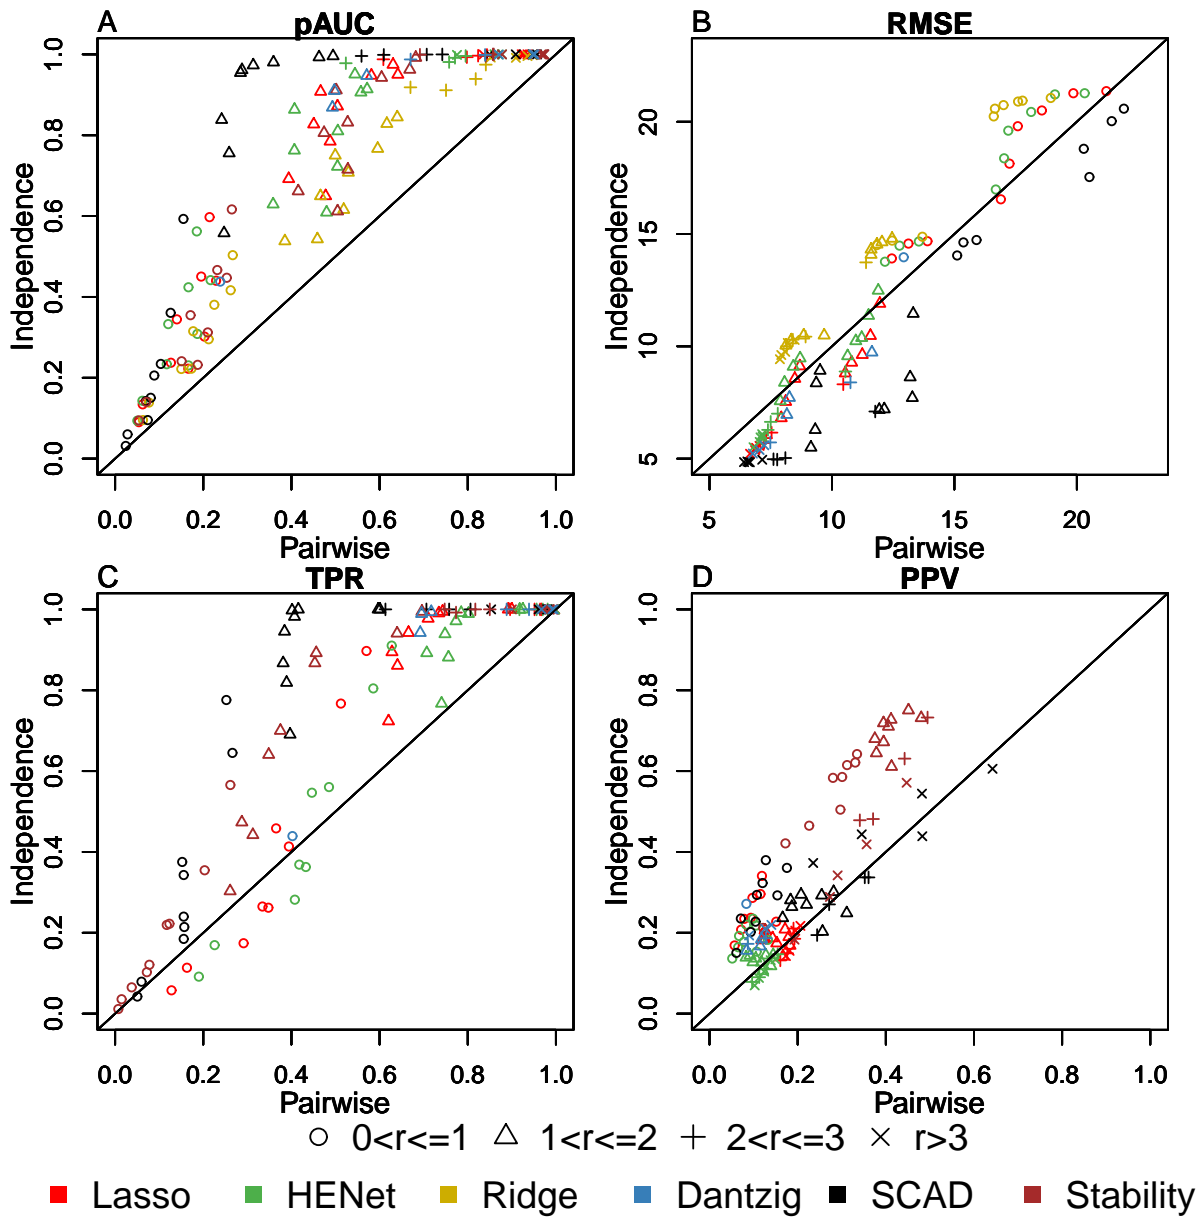 A pAUC
Independence
0.0 0.2 0.4 0.6 0.8 1.0
0.0 0.2 0.4 0.6 0.8 1.0
Pairwise
B RMSE
Independence
5 10 15 20
5 10 15 20
Pairwise
C TPR
Independence
0.0 0.2 0.4 0.6 0.8 1.0
0.0 0.2 0.4 0.6 0.8 1.0
Pairwise
D PPV
Independence
0.0 0.2 0.4 0.6 0.8 1.0
0.0 0.2 0.4 0.6 0.8 1.0
Pairwise
0<r<=1 1<r<=2 2<r<=3 r>3
Lasso HENet Ridge Dantzig SCAD Stability